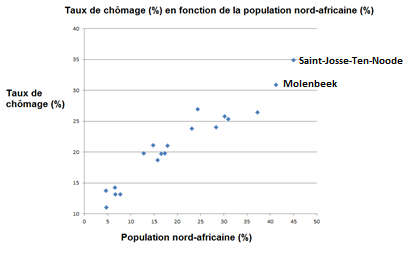 Taux de chômage (%) en fonction de la population nord-africaine (%)
40
35
30
25
20
15
10
Taux de
chômage (%)
Saint-Josse-Ten-Noode
Molenbeek
0 5 10 15 20 25 30 35 40 45 50
Population nord-africaine (%)